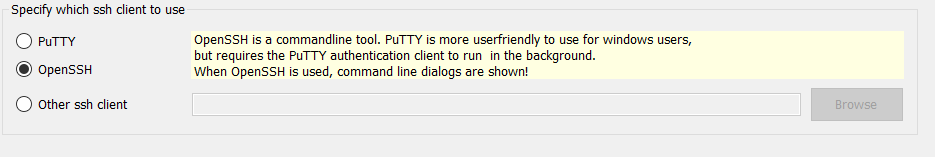 Specify which ssh client to use
PuTTY
OpenSSH is a commandline tool. PuTTY is more userfriendly to use for windows users,
but requires the PuTTY authentication client to run  in the background.
OpenSSH
When OpenSSH is used, command line dialogs are shown!
Other ssh client
Browse